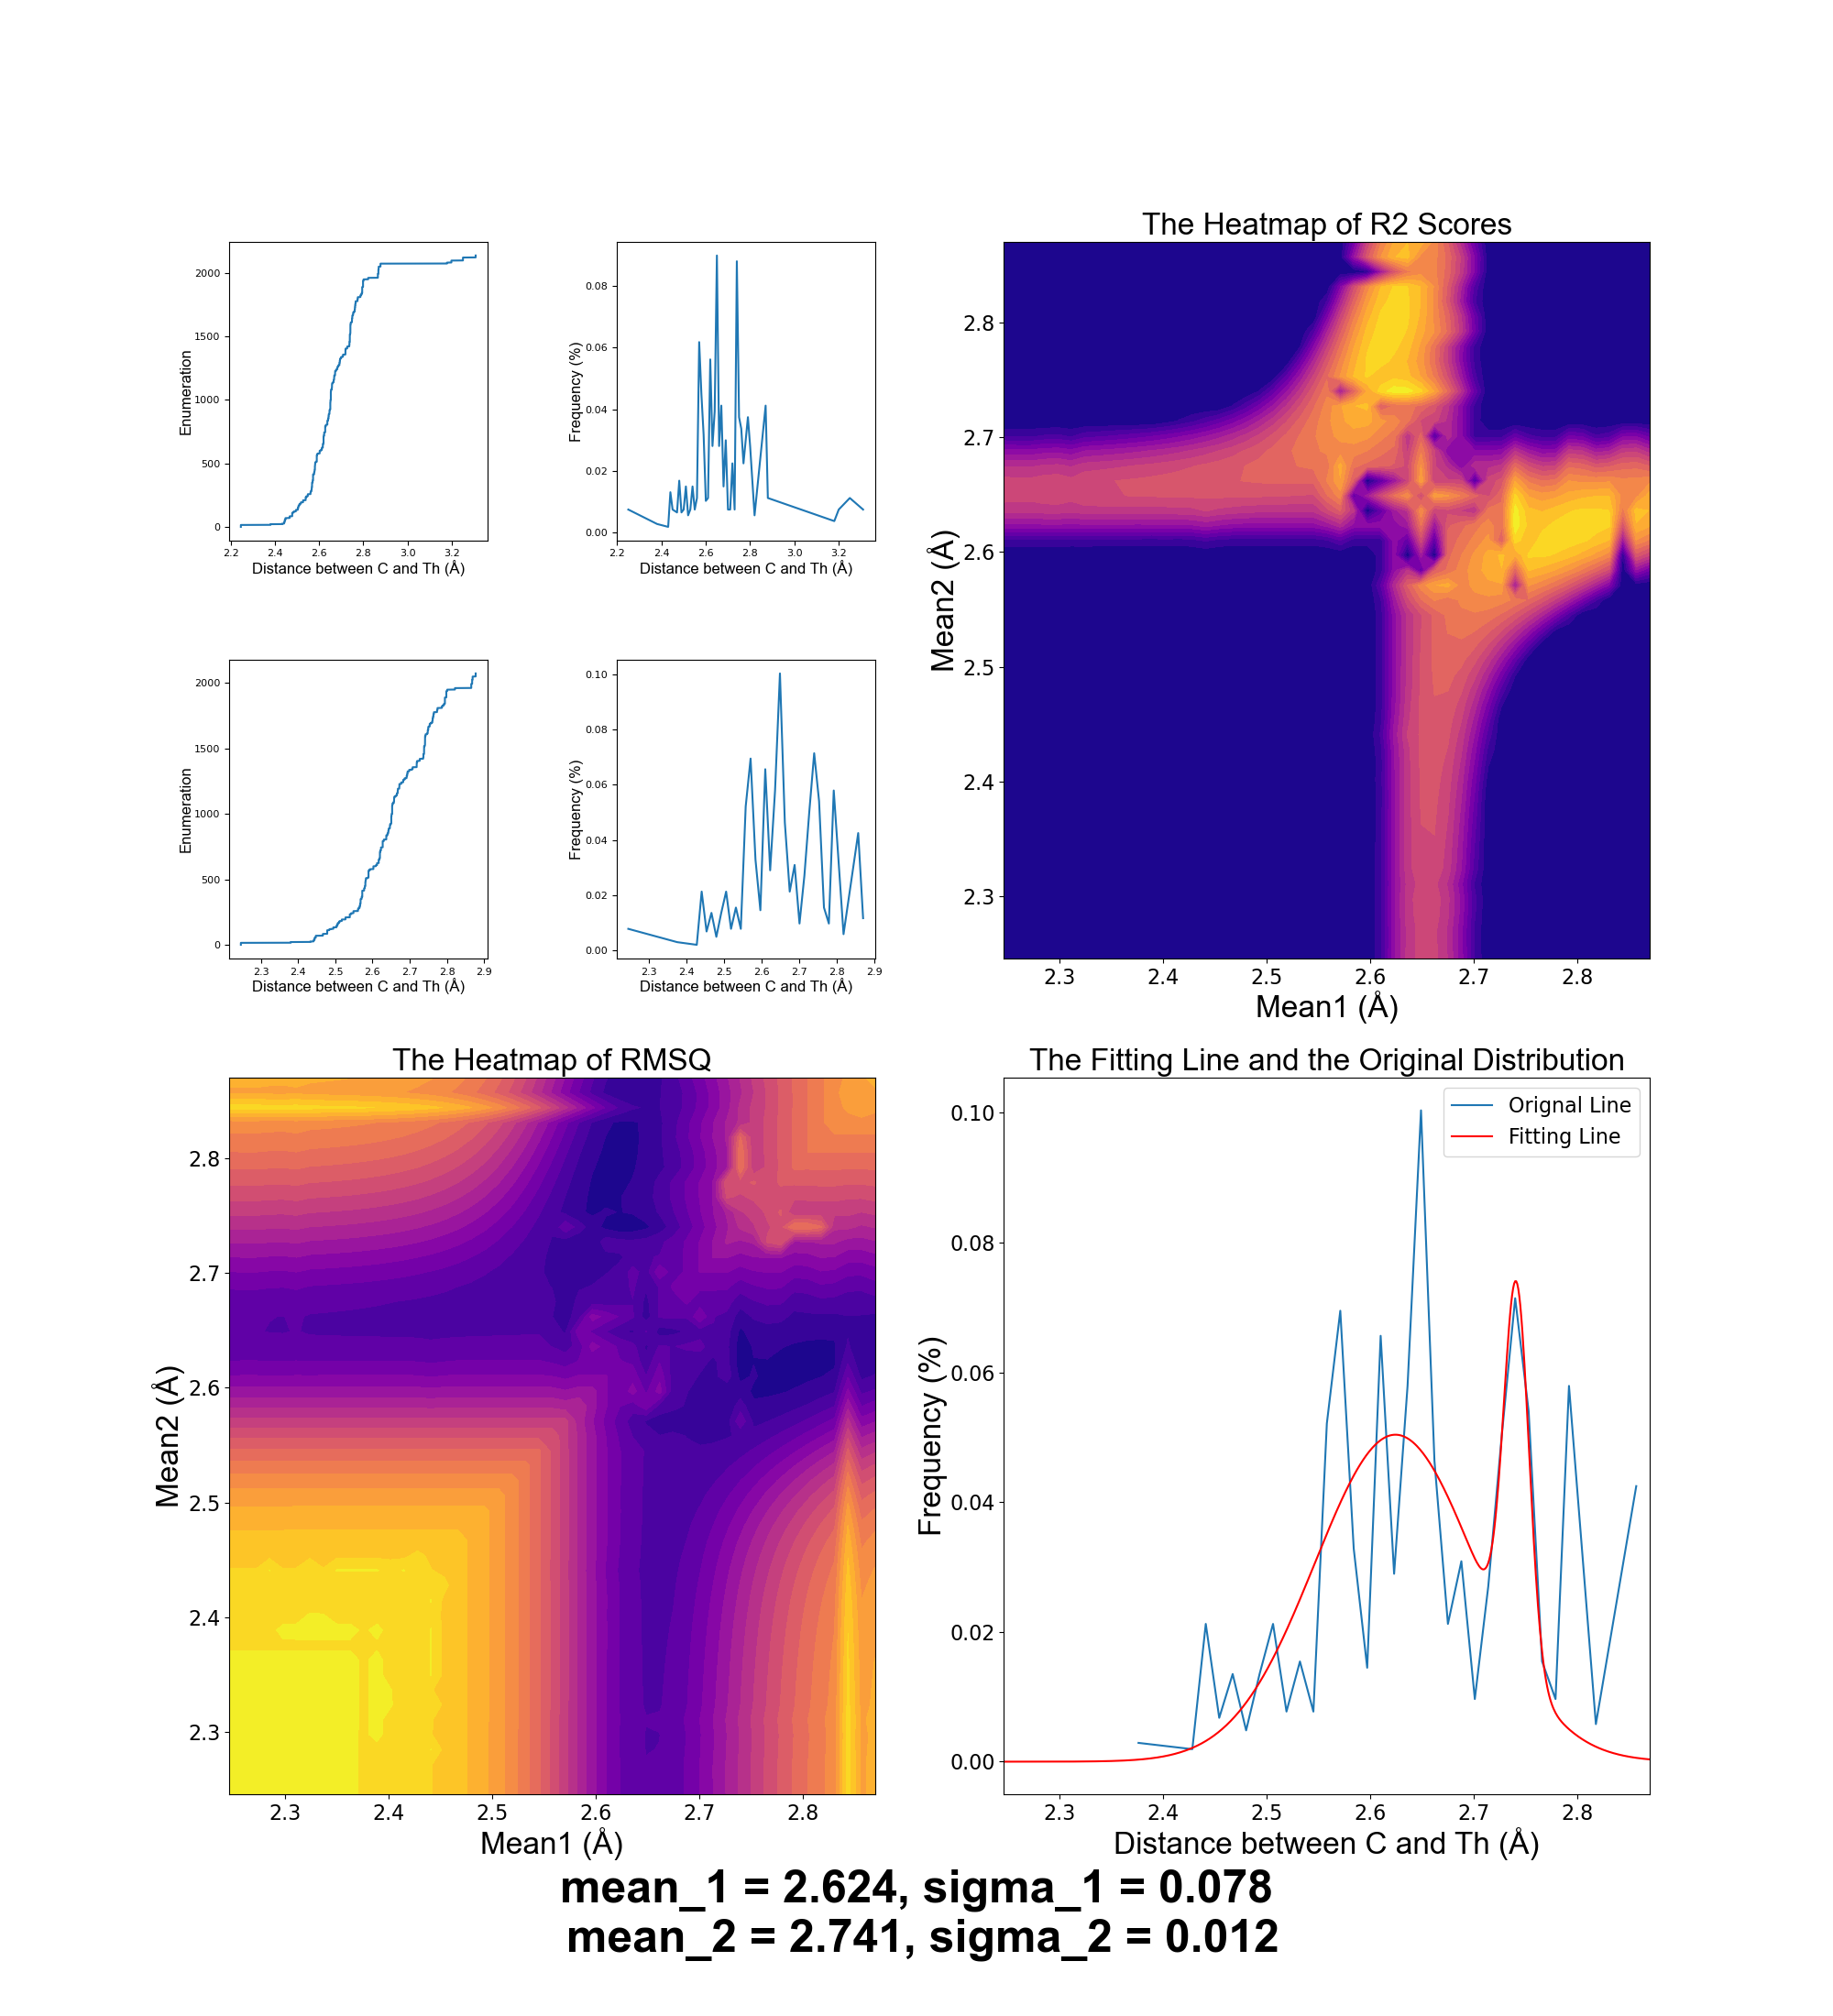 The Heatmap of R2 Scores
Enumeration
2000
1500
1000
500
0
2.2 2.4 2.6 2.8 3.0 3.2
Distance between C and Th (Å)
Frequency (%)
0.08
0.06
0.04
0.02
0.00
2.2 2.4 2.6 2.8 3.0 3.2
Distance between C and Th (Å)
Mean2 (Å)
2.8
2.7
2.6
2.5
2.4
2.3
2.3 2.4 2.5 2.6 2.7 2.8
Mean1 (Å)
Enumeration
2000
1500
1000
500
0
2.3 2.4 2.5 2.6 2.7 2.8 2.9
Distance between C and Th (Å)
Frequency (%)
0.10
0.08
0.06
0.04
0.02
0.00
2.3 2.4 2.5 2.6 2.7 2.8 2.9
Distance between C and Th (Å)
The Heatmap of RMSQ
Mean2 (Å)
2.8
2.7
2.6
2.5
2.4
2.3
2.3 2.4 2.5 2.6 2.7 2.8
Mean1 (Å)
The Fitting Line and the Original Distribution
Orignal Line
Fitting Line
Frequency (%)
0.10
0.08
0.06
0.04
0.02
0.00
2.3 2.4 2.5 2.6 2.7 2.8
Distance between C and Th (Å)
mean_1 = 2.624, sigma_1 = 0.078
mean_2 = 2.741, sigma_2 = 0.012